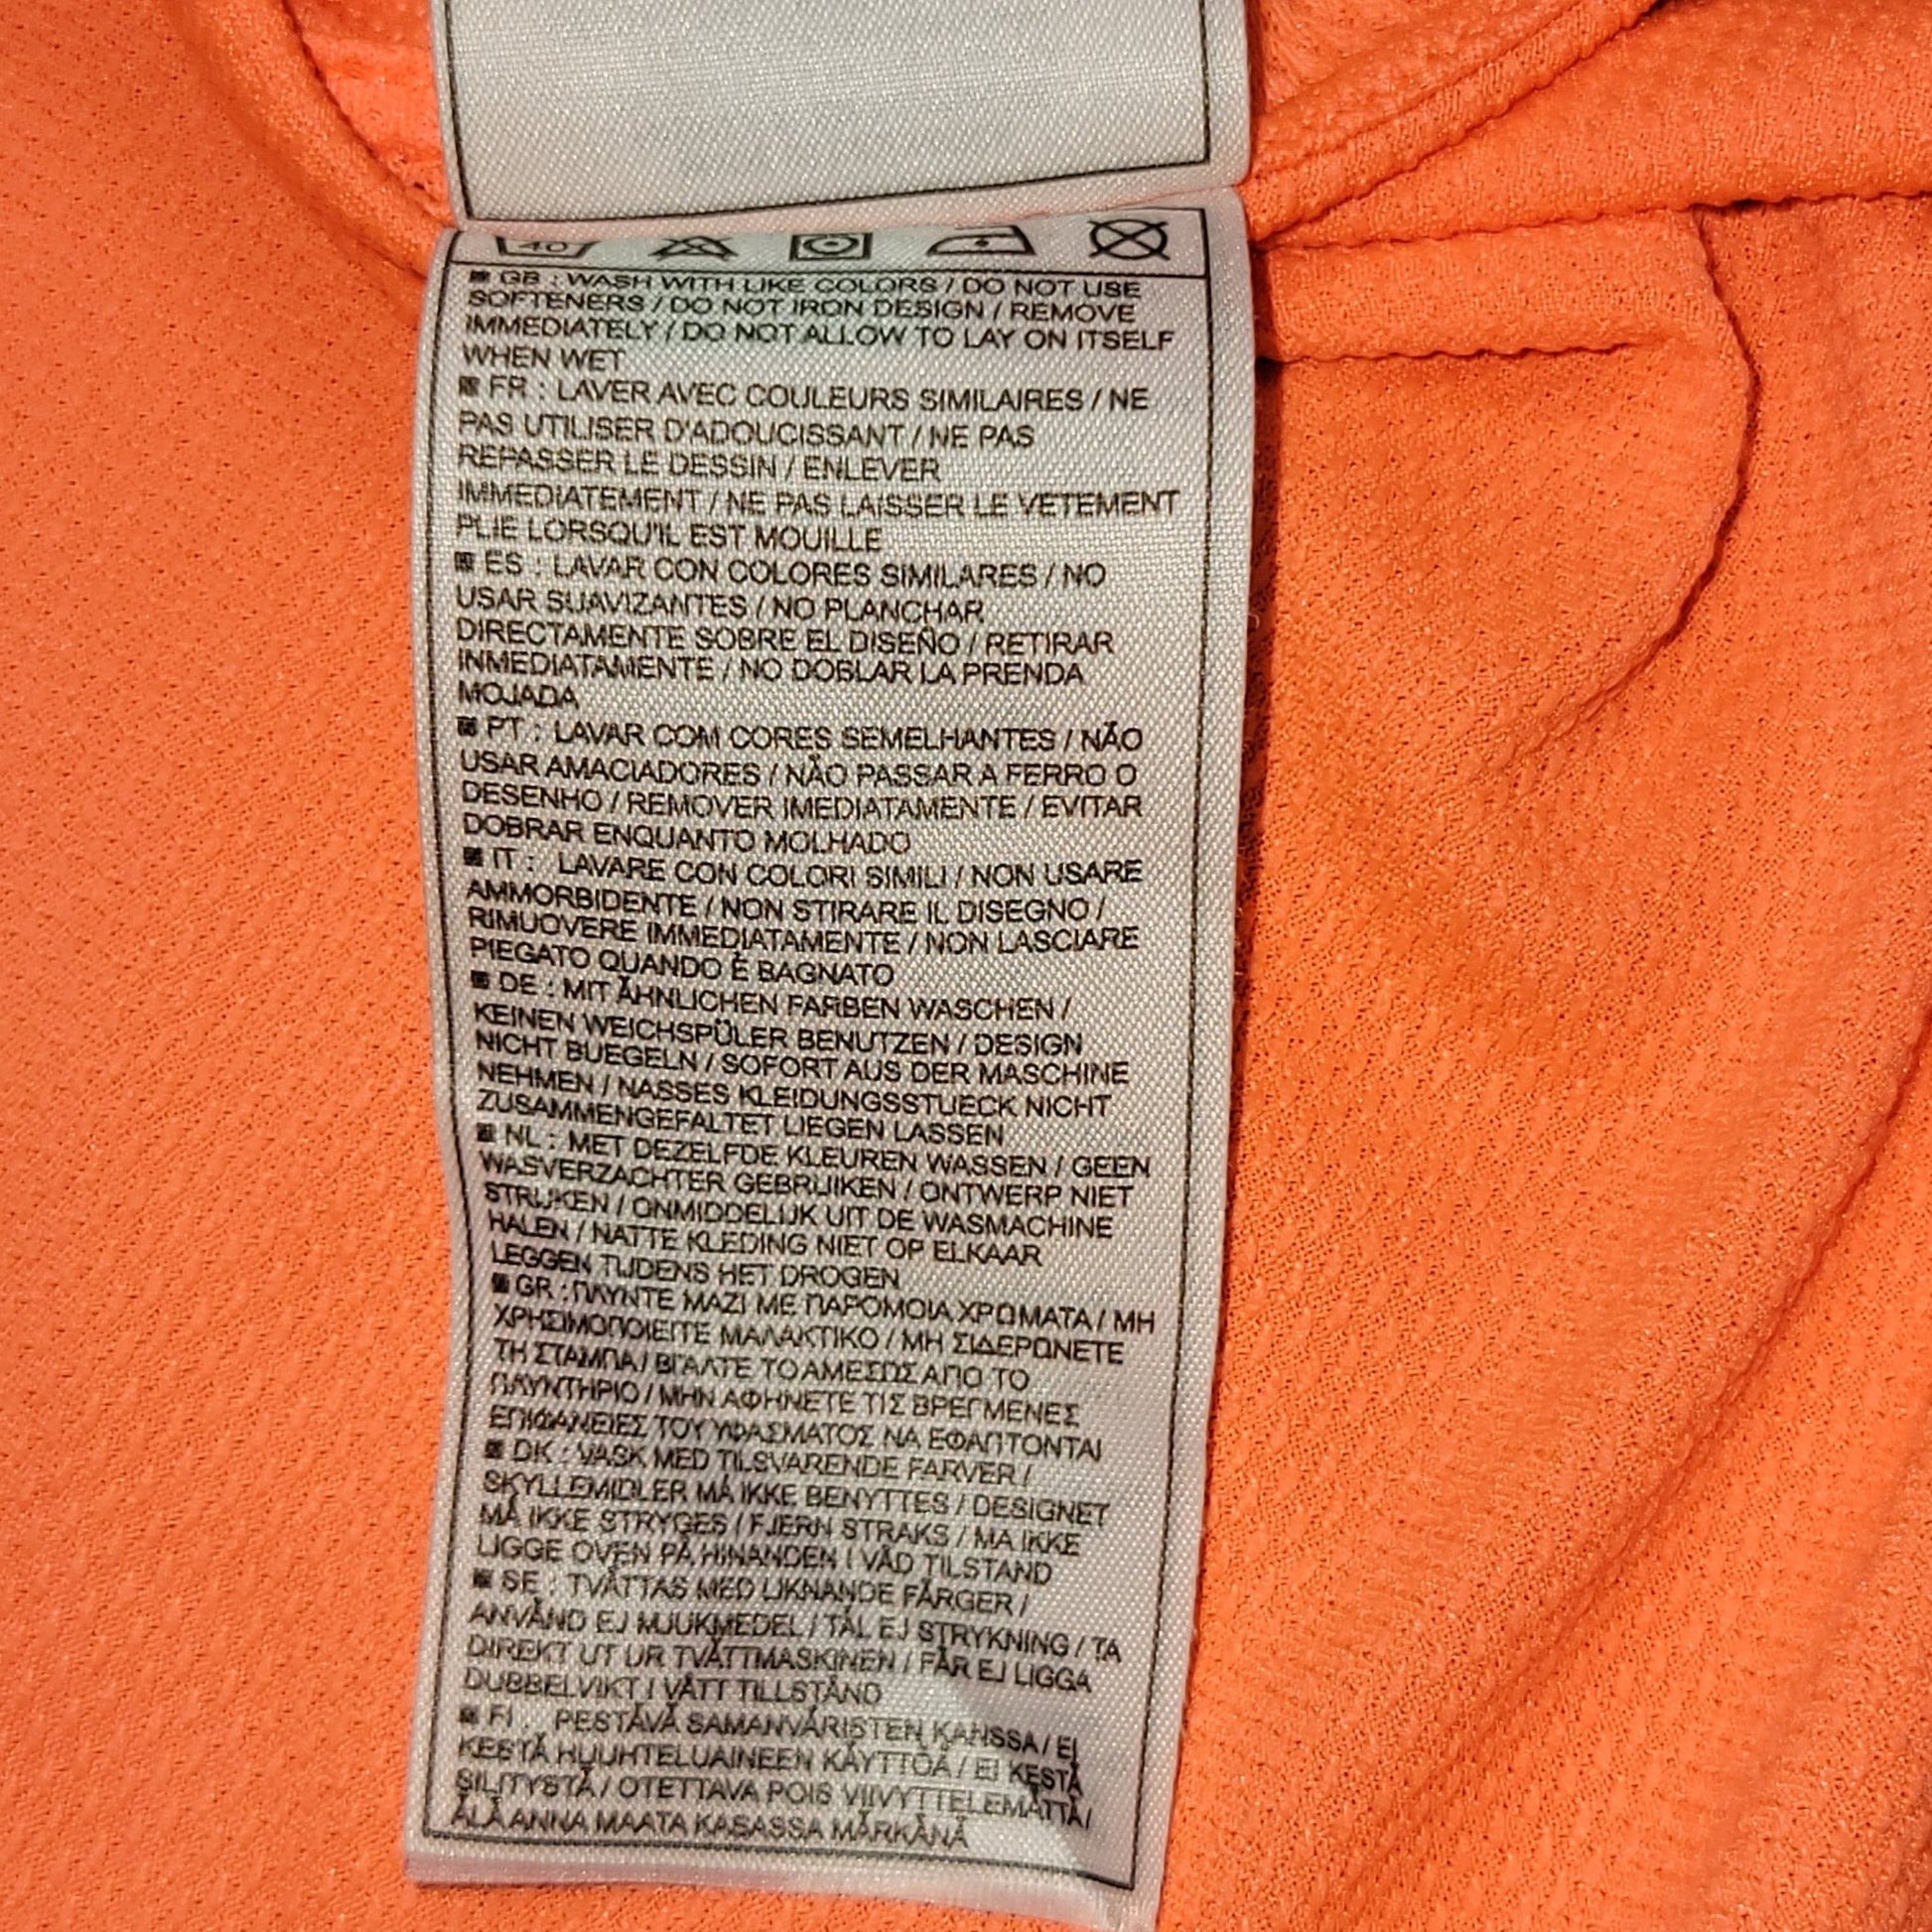 40
GB : WASH WITH LIKE COLORS / DO NOT USE
SOFTENERS / DO NOT IRON DESIGN / REMOVE
IMMEDIATELY / DO NOT ALLOW TO LAY ON ITSELF
WHEN WET
FR : LAVER AVEC COULEURS SIMILAIRES / NE
PAS UTILISER D'ADOUCISSANT / NE PAS
REPASSER LE DESSIN / ENLEVER
IMMEDIATEMENT / NE PAS LAISSER LE VETEMENT
PLIE LORSQU'IL EST MOUILLE
ES : LAVAR CON COLORES SIMILARES / NO
USAR SUAVIZANTES / NO PLANCHAR
DIRECTAMENTE SOBRE EL DISEÑO / RETIRAR
INMEDIATAMENTE / NO DOBLAR LA PRENDA
MOJADA
PT : LAVAR COM CORES SEMELHANTES / NÃO
USAR AMACIADORES / NÃO PASSAR A FERRO O
DESENHO / REMOVER IMEDIATAMENTE / EVITAR
DOBRAR ENQUANTO MOLHADO
IT : LAVARE CON COLORI SIMILI / NON USARE
AMMORBIDENTE / NON STIRARE IL DISEGNO /
RIMUOVERE IMMEDIATAMENTE / NON LASCIARE
PIEGATO QUANDO È BAGNATO
DE : MIT ÄHNLICHEN FARBEN WASCHEN /
KEINEN WEICHSPÜLER BENUTZEN / DESIGN
NICHT BUEGELN / SOFORT AUS DER MASCHINE
NEHMEN / NASSES KLEIDUNGSSTUECK NICHT
ZUSAMMENGEFALTET LIEGEN LASSEN
NL : MET DEZELFDE KLEUREN WASSEN / GEEN
WASVERZACHTER GEBRUIKEN / ONTWERP NIET
STRIJKEN / ONMIDDELIJK UIT DE WASMACHINE
HALEN / NATTE KLEDING NIET OP ELKAAR
LEGGEN TIJDENS HET DROGEN
GR : ΠΛΥΝΤΕ ΜΑΖΙ ΜΕ ΠΑΡΟΜΟΙΑ ΧΡΩΜΑΤΑ / ΜΗ
ΧΡΗΣΙΜΟΠΟΙΕΙΤΕ ΜΑΛΑΚΤΙΚΟ / ΜΗ ΣΙΔΕΡΩΝΕΤΕ
ΤΗ ΣΤΑΜΠΑ / ΒΓΑΛΤΕ ΤΟ ΑΜΕΣΩΣ ΑΠΟ ΤΟ
ΠΛΥΝΤΗΡΙΟ / ΜΗΝ ΑΦΗΝΕΤΕ ΤΙΣ ΒΡΕΓΜΕΝΕΣ
ΕΠΙΦΑΝΕΙΕΣ ΤΟΥ ΥΦΑΣΜΑΤΟΣ ΝΑ ΕΦΑΠΤΟΝΤΑΙ
DK : VASK MED TILSVARENDE FARVER /
SKYLLEMIDLER MÅ IKKE BENYTTES / DESIGNET
MÅ IKKE STRYGES / FJERN STRAKS / MA IKKE
LIGGE OVEN PÅ HINANDEN I VÅD TILSTAND
SE : TVÄTTAS MED LIKNANDE FÄRGER /
ANVÄND EJ MJUKMEDEL / TÅL EJ STRYKNING / TA
DIREKT UT UR TVÄTTMASKINEN / FÅR EJ LIGGA
DUBBELVIKT I VÅTT TILLSTÅND
FI : PESTÄVÄ SAMANVÄRISTEN KANSSA / EI
KESTÄ HUUHTELUAINEEN KÄYTTÖÄ / EI KESTÄ
SILITYSTÄ / OTETTAVA POIS VIIVYTTELEMÄTTÄ /
ÄLÄ ANNA MAATA KASASSA MÄRKÄNÄ